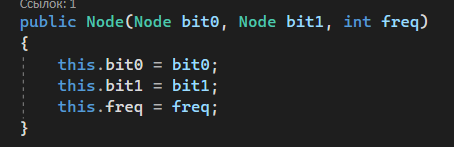 Ссылок: 1
public Node(Node bit0, Node bit1, int freq)
{
    this.bit0 = bit0;
    this.bit1 = bit1;
    this.freq = freq;
}